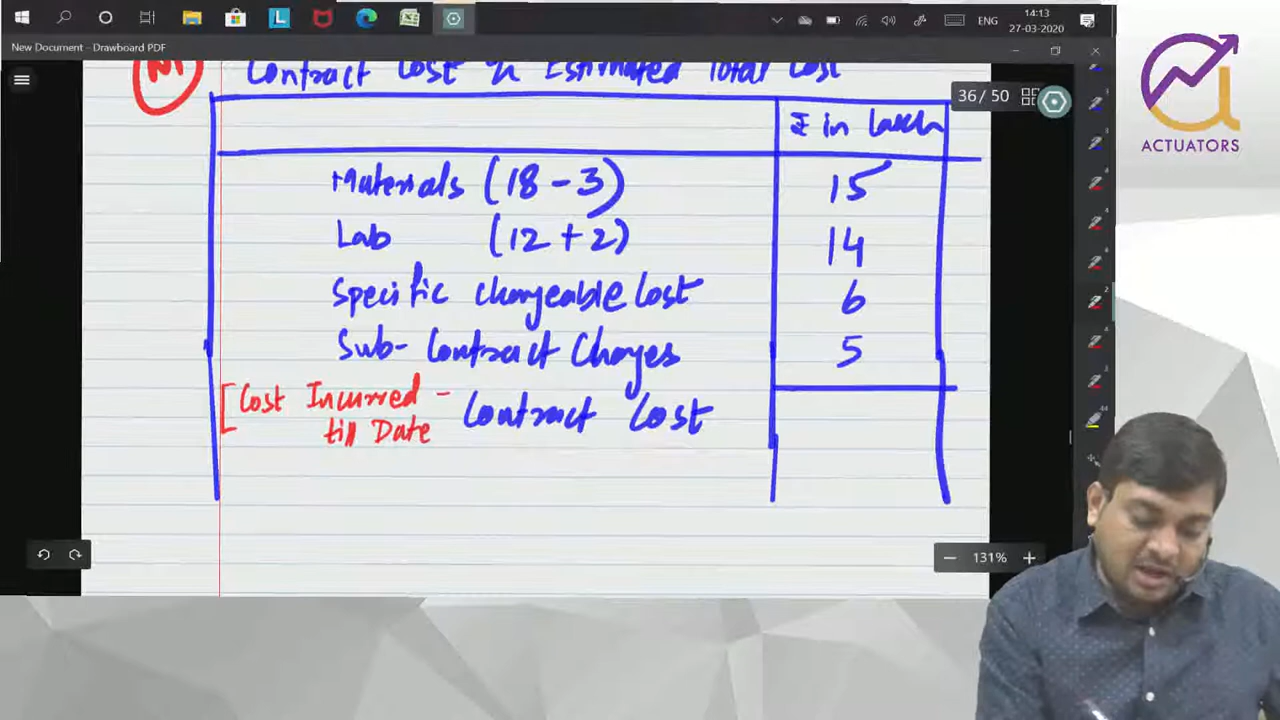 14:13
ENG
27-03-2020
New Document - Drawboard PDF
Contract Cost & Estimated Total Cost
36 / 50
₹ in lakh
Materials (18 - 3) 15
Lab (12 + 2) 14
Specific chargeable Cost 6
Sub-Contract Charges 5
[Cost Incurred - Contract Cost
till Date
131%
ACTUATORS